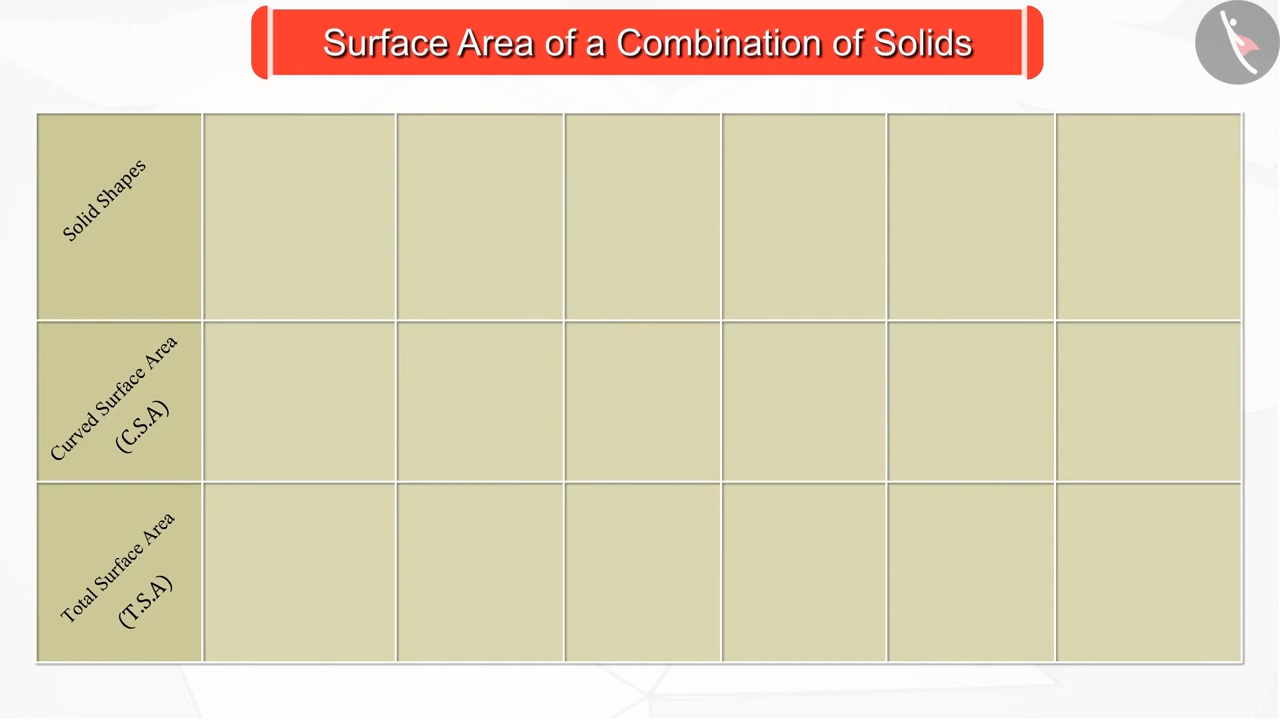 Surface Area of a Combination of Solids
Solid Shapes
Curved Surface Area
(C.S.A)
Total Surface Area
(T.S.A)